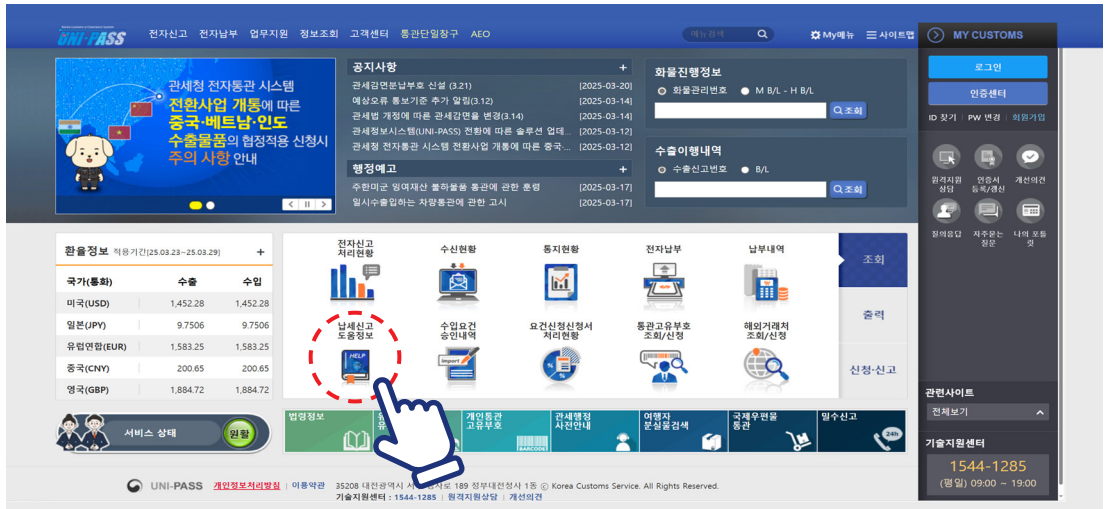 UNI-PASS 전자신고 전자납부 업무지원 정보조회 고객센터 통관단일창구 AEO 메뉴검색 My메뉴 사이트맵
MY CUSTOMS
로그인
인증센터
ID 찾기 | PW 변경 | 회원가입
원격지원 상담
인증서 등록/갱신
개선의견
질의응답
자주묻는 질문
나의 포틀릿
관세청 전자통관 시스템
전환사업 개통에 따른
중국·베트남·인도
수출물품의 협정적용 신청시
주의 사항 안내
공지사항 +
관세감면분납부호 신설 (3.21) [2025-03-20]
예상오류 통보기준 추가 알림(3.12) [2025-03-14]
관세법 개정에 따른 관세감면율 변경(3.14) [2025-03-14]
관세정보시스템(UNI-PASS) 전환에 따른 솔루션 업데... [2025-03-12]
관세청 전자통관 시스템 전환사업 개통에 따른 중국·... [2025-03-12]
행정예고 +
주한미군 잉여재산 불하물품 통관에 관한 훈령 [2025-03-17]
일시수출입하는 차량통관에 관한 고시 [2025-03-17]
화물진행정보
화물관리번호 M B/L - H B/L
조회
수출이행내역
수출신고번호 B/L
조회
환율정보 적용기간[25.03.23~25.03.29] +
국가(통화) 수출 수입
미국(USD) 1,452.28 1,452.28
일본(JPY) 9.7506 9.7506
유럽연합(EUR) 1,583.25 1,583.25
중국(CNY) 200.65 200.65
영국(GBP) 1,884.72 1,884.72
전자신고 처리현황
수신현황
통지현황
전자납부
납부내역
납세신고 도움정보
HELP
수입요건 승인내역
import
요건신청신청서 처리현황
통관고유부호 조회/신청
해외거래처 조회/신청
조회
출력
신청·신고
서비스 상태 원활
법령정보
개인통관 고유부호
BARCODE
관세행정 사전안내
여행자 분실물검색
국제우편물 통관
밀수신고
24h
관련사이트
전체보기
기술지원센터
1544-1285
(평일) 09:00 ~ 19:00
UNI-PASS 개인정보처리방침 | 이용약관
35208 대전광역시 서 189 정부대전청사 1동 ⓒ Korea Customs Service. All Rights Reserved.
기술지원센터 : 1544-1285 | 원격지원상담 | 개선의견